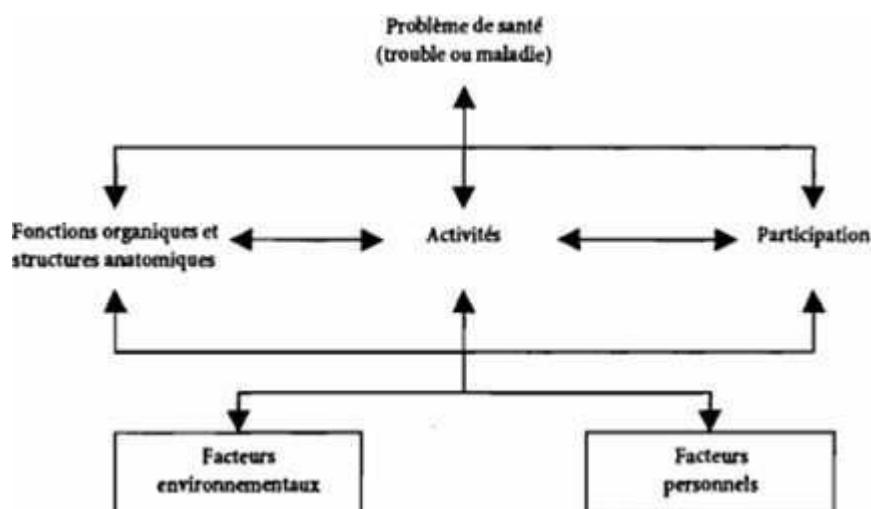 Problème de santé
(trouble ou maladie)
Fonctions organiques et
structures anatomiques
Activités
Participation
Facteurs
environnementaux
Facteurs
personnels